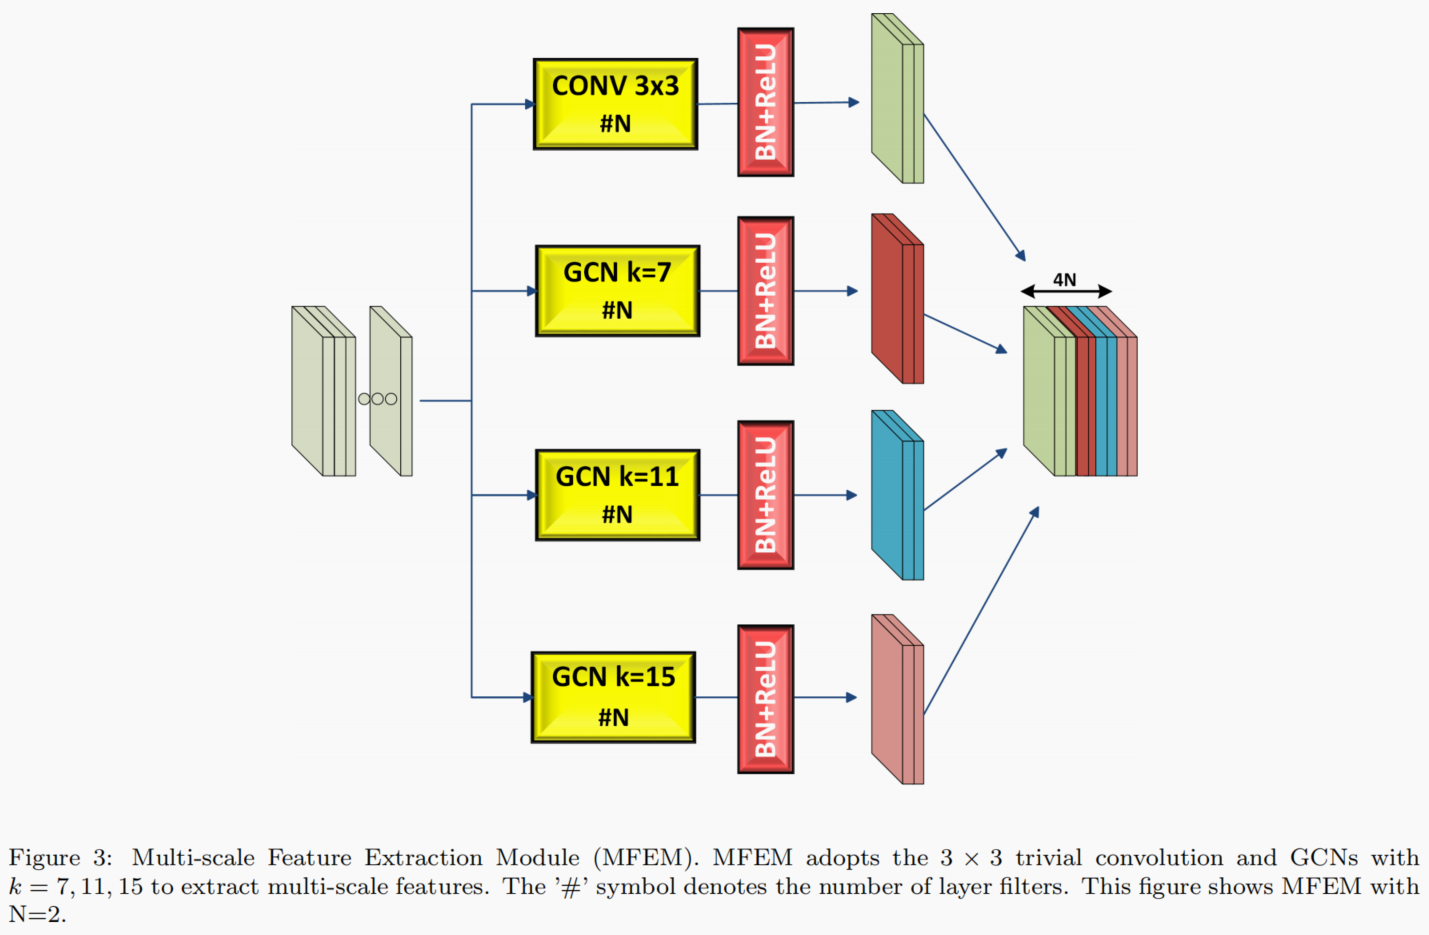 CONV 3x3
#N
BN+ReLU
GCN k=7
#N
BN+ReLU
4N
GCN k=11
#N
BN+ReLU
GCN k=15
#N
BN+ReLU
Figure 3: Multi-scale Feature Extraction Module (MFEM). MFEM adopts the 3 × 3 trivial convolution and GCNs with
k = 7, 11, 15 to extract multi-scale features. The '#' symbol denotes the number of layer filters. This figure shows MFEM with
N=2.